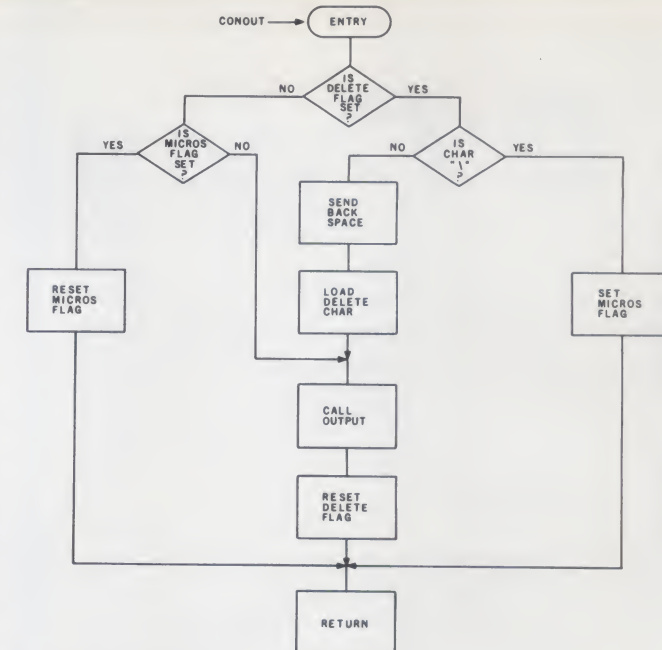 CONOUT
ENTRY
IS
DELETE
FLAG
SET
?
NO
YES
IS
MICROS
FLAG
SET
?
YES
NO
IS
CHAR
"\"
?
NO
YES
SEND
BACK
SPACE
RESET
MICROS
FLAG
LOAD
DELETE
CHAR
SET
MICROS
FLAG
CALL
OUTPUT
RESET
DELETE
FLAG
RETURN